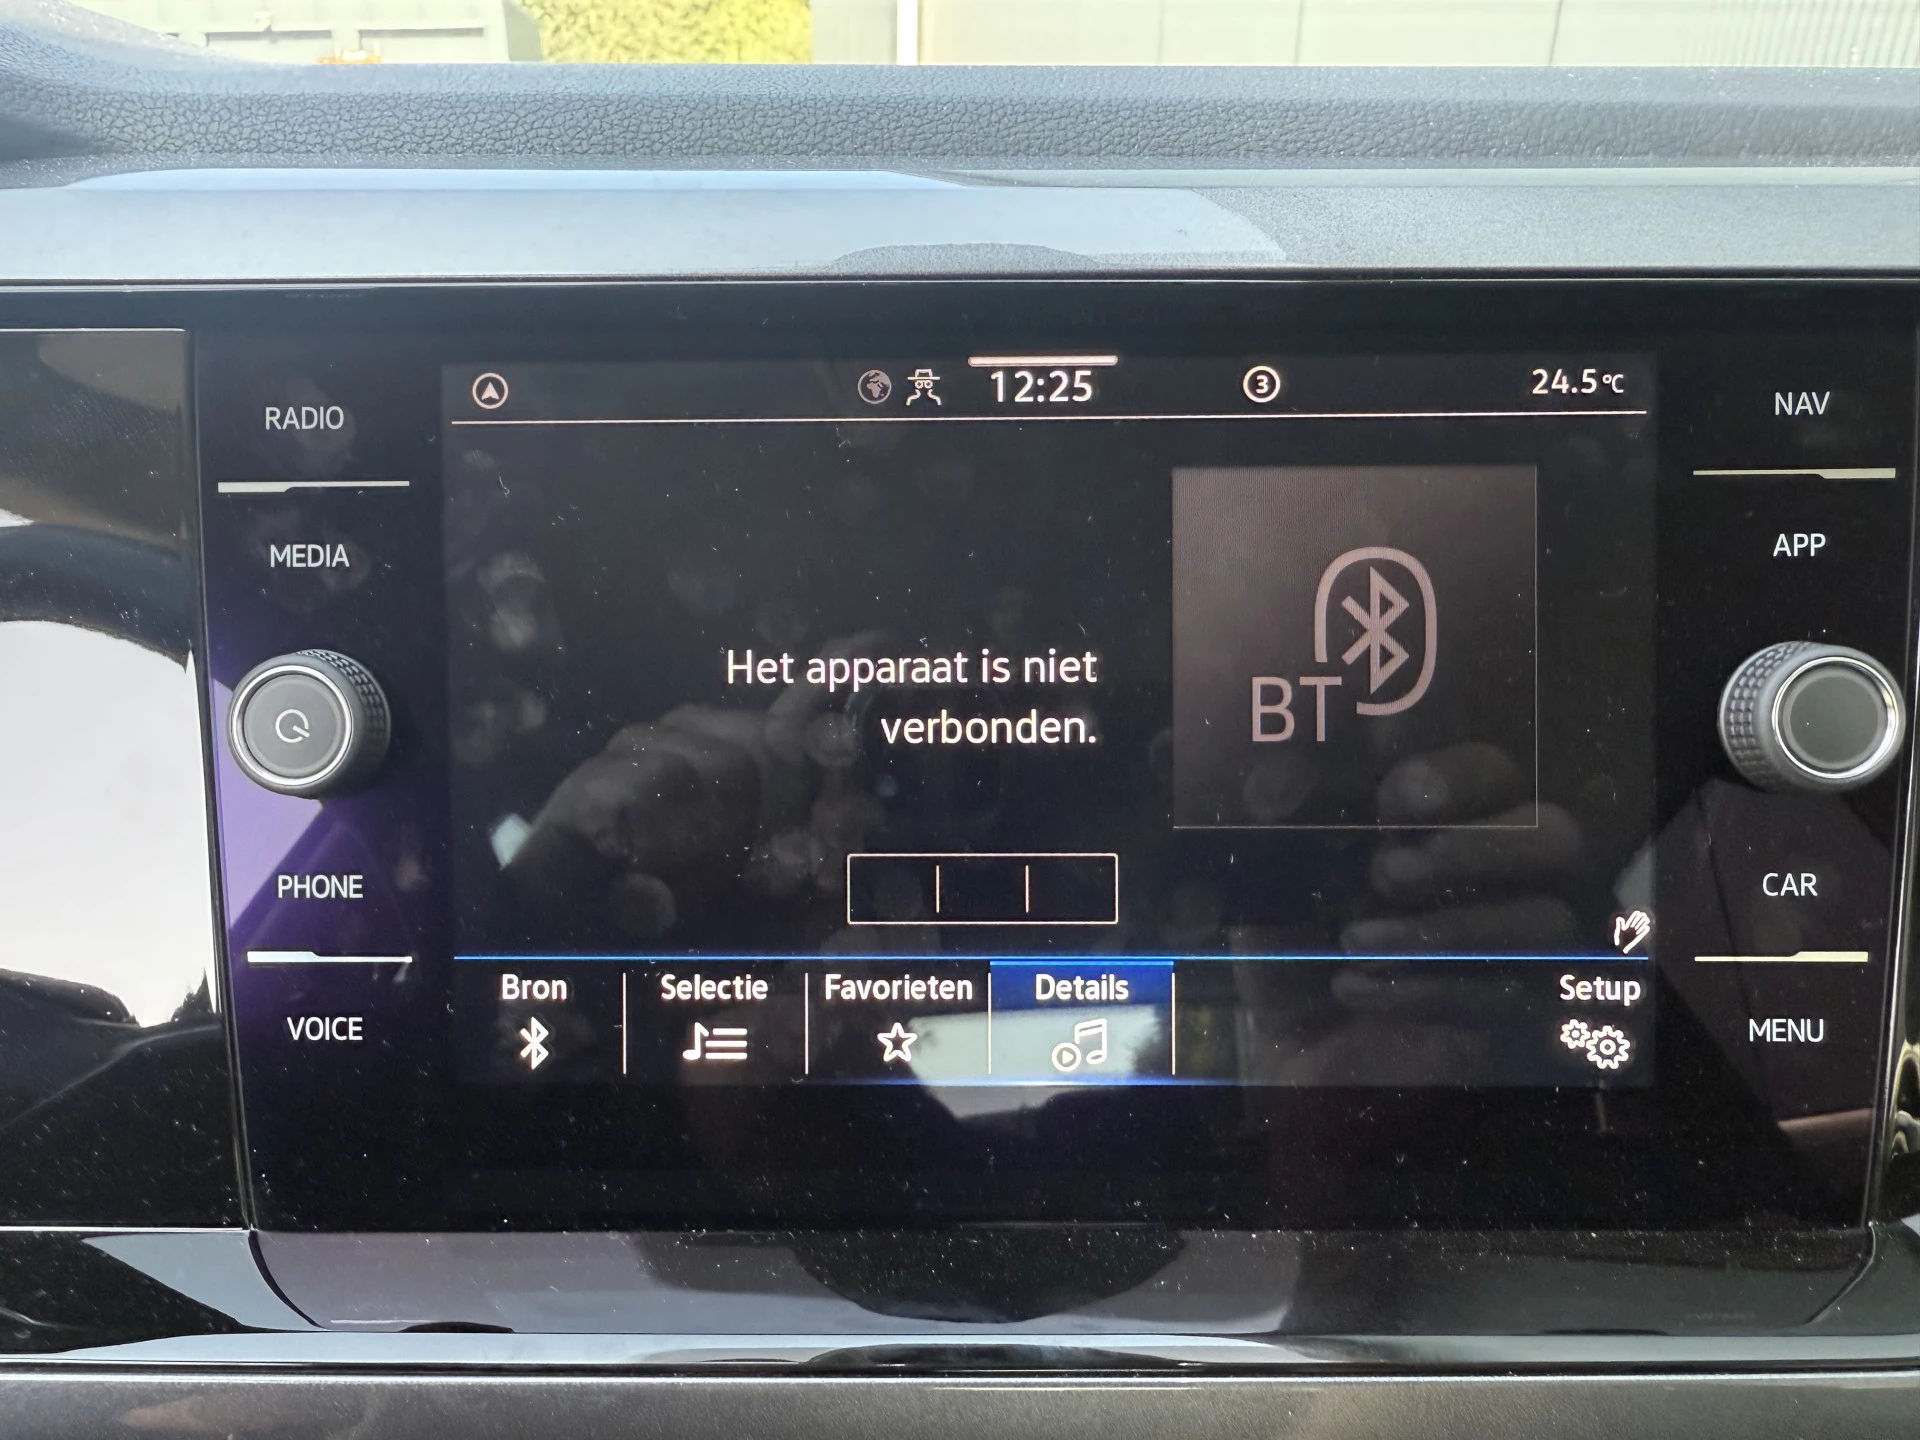 12:25
3
24.5°C
RADIO
NAV
MEDIA
APP
Het apparaat is niet
verbonden.
BT
PHONE
CAR
Bron
Selectie
Favorieten
Details
Setup
VOICE
MENU